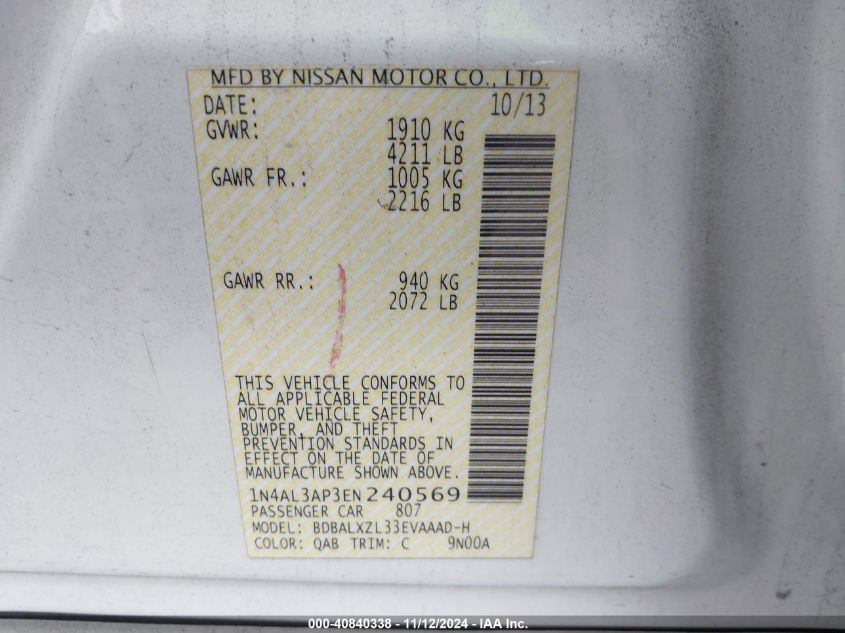 MFD BY NISSAN MOTOR CO., LTD.
DATE: 10/13
GVWR: 1910 KG
4211 LB
GAWR FR.: 1005 KG
2216 LB
GAWR RR.: 940 KG
2072 LB
THIS VEHICLE CONFORMS TO
ALL APPLICABLE FEDERAL
MOTOR VEHICLE SAFETY,
BUMPER, AND THEFT
PREVENTION STANDARDS IN
EFFECT ON THE DATE OF
MANUFACTURE SHOWN ABOVE.
1N4AL3AP3EN240569
PASSENGER CAR 807
MODEL: BDBALXZL33EVAAAD-H
COLOR: QAB TRIM: C 9N00A
000-40840338 - 11/12/2024 - IAA Inc.